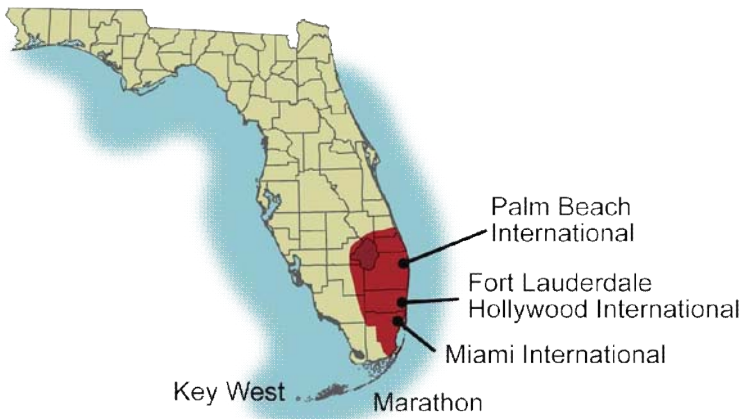 Palm Beach
International
Fort Lauderdale
Hollywood International
Miami International
Key West
Marathon